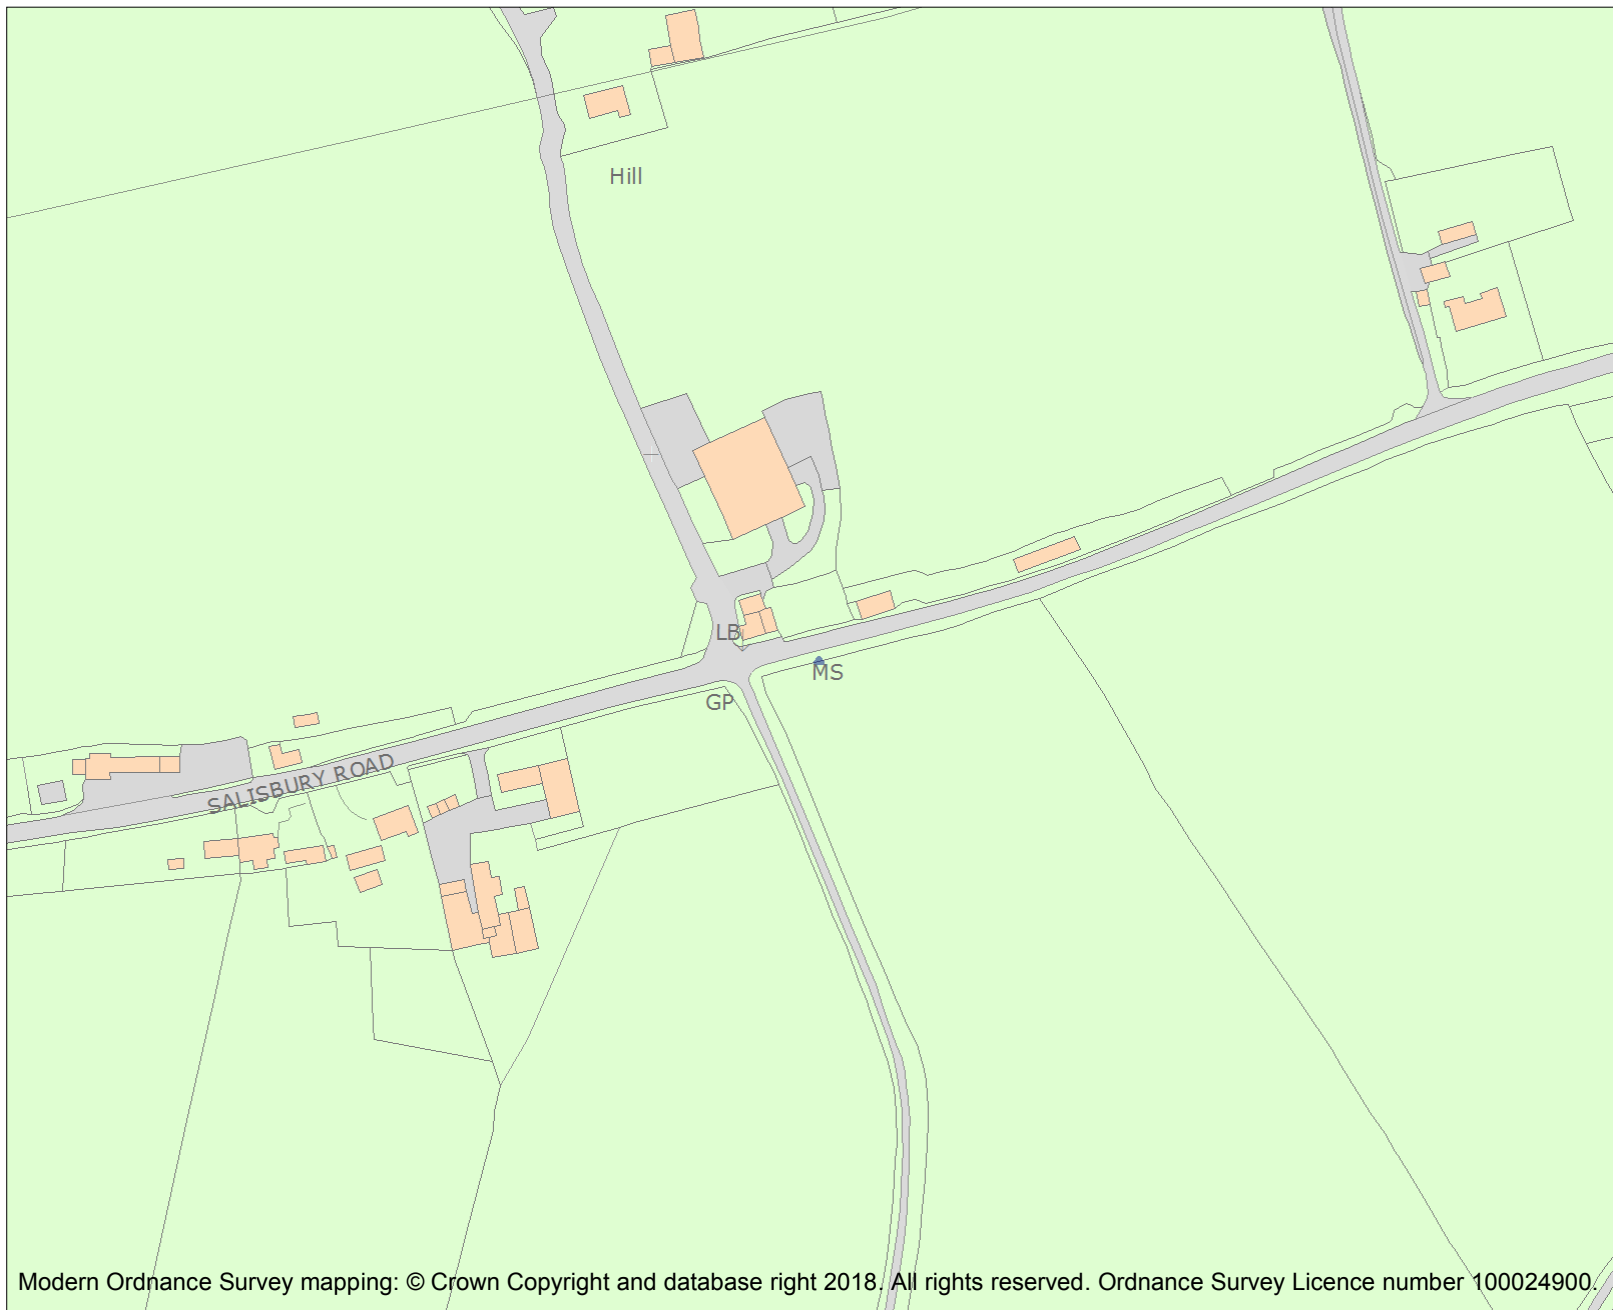 Hill
LB
MS
GP
SALISBURY ROAD
Modern Ordnance Survey mapping: © Crown Copyright and database right 2018. All rights reserved. Ordnance Survey Licence number 100024900.